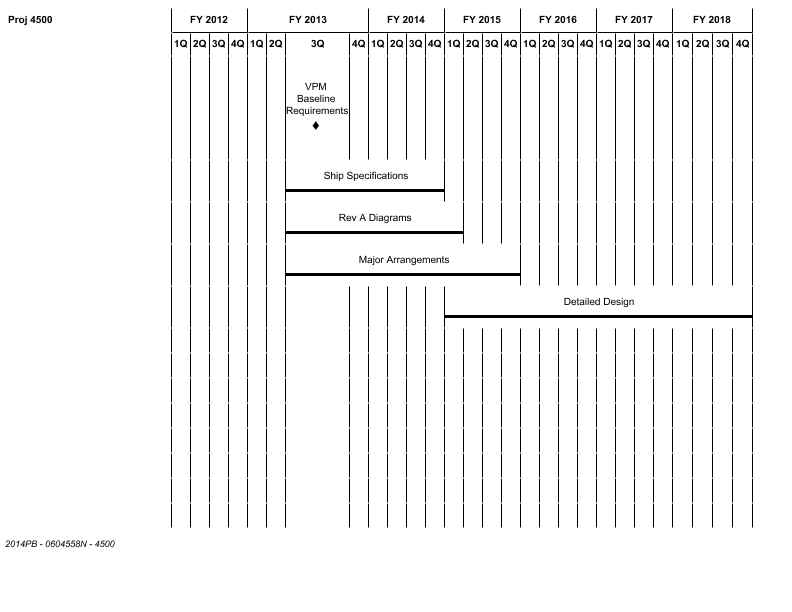 Proj 4500
FY 2012 FY 2013 FY 2014 FY 2015 FY 2016 FY 2017 FY 2018
1Q 2Q 3Q 4Q 1Q 2Q 3Q 4Q 1Q 2Q 3Q 4Q 1Q 2Q 3Q 4Q 1Q 2Q 3Q 4Q 1Q 2Q 3Q 4Q 1Q 2Q 3Q 4Q
VPM
Baseline
Requirements
Ship Specifications
Rev A Diagrams
Major Arrangements
Detailed Design
2014PB - 0604558N - 4500